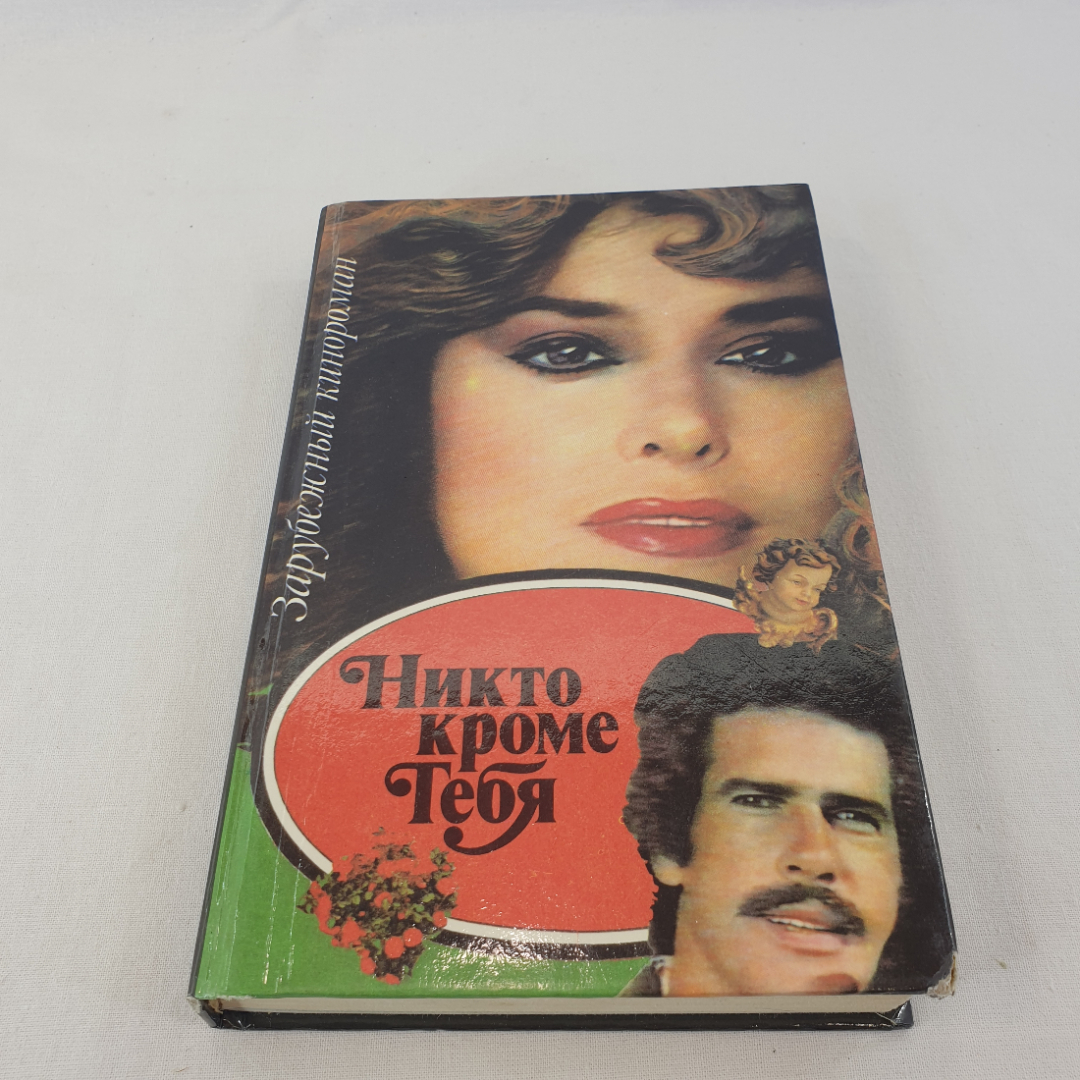 Зарубежный кинороман
Никто
кроме
Тебя